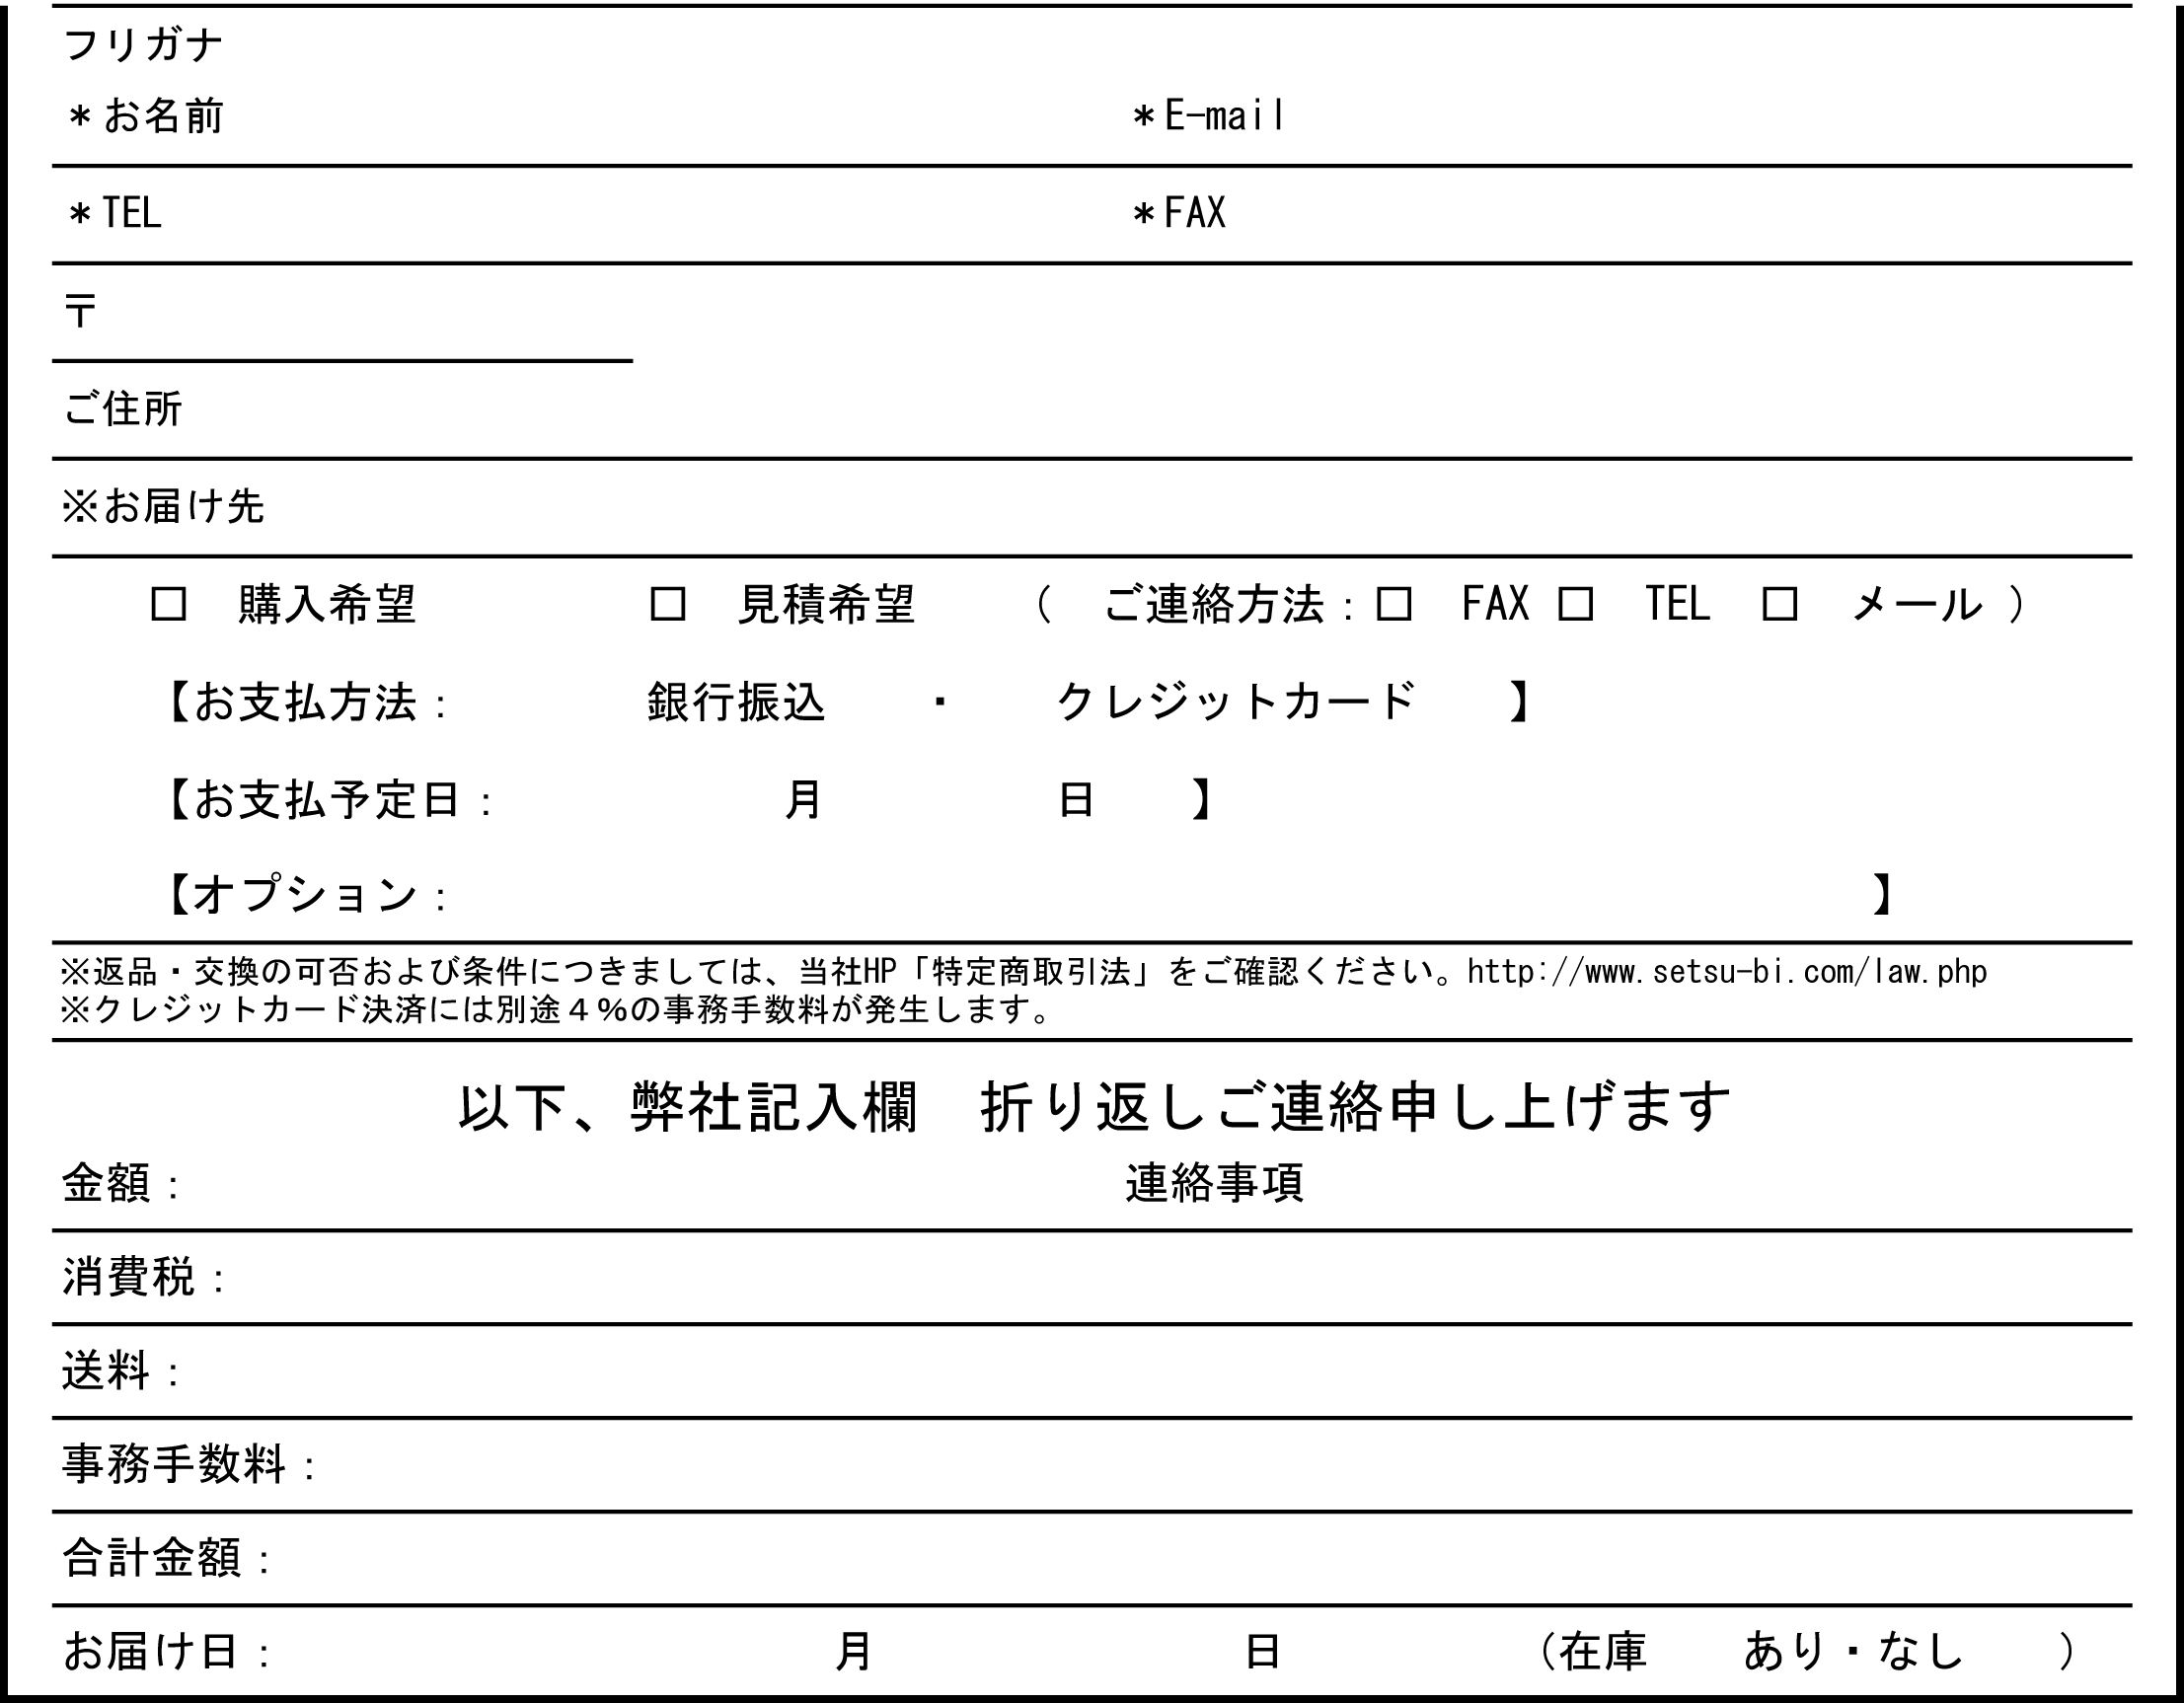 フリガナ
＊お名前 ＊E-mail
＊TEL ＊FAX
〒
ご住所
※お届け先
□ 購入希望 □ 見積希望 （ ご連絡方法：□ FAX □ TEL □ メール ）
【お支払方法： 銀行振込 ・ クレジットカード 】
【お支払予定日： 月 日 】
【オプション： 】
※返品・交換の可否および条件につきましては、当社HP「特定商取引法」をご確認ください。http://www.setsu-bi.com/law.php
※クレジットカード決済には別途４％の事務手数料が発生します。
以下、弊社記入欄 折り返しご連絡申し上げます
金額： 連絡事項
消費税：
送料：
事務手数料：
合計金額：
お届け日： 月 日 （在庫 あり・なし ）